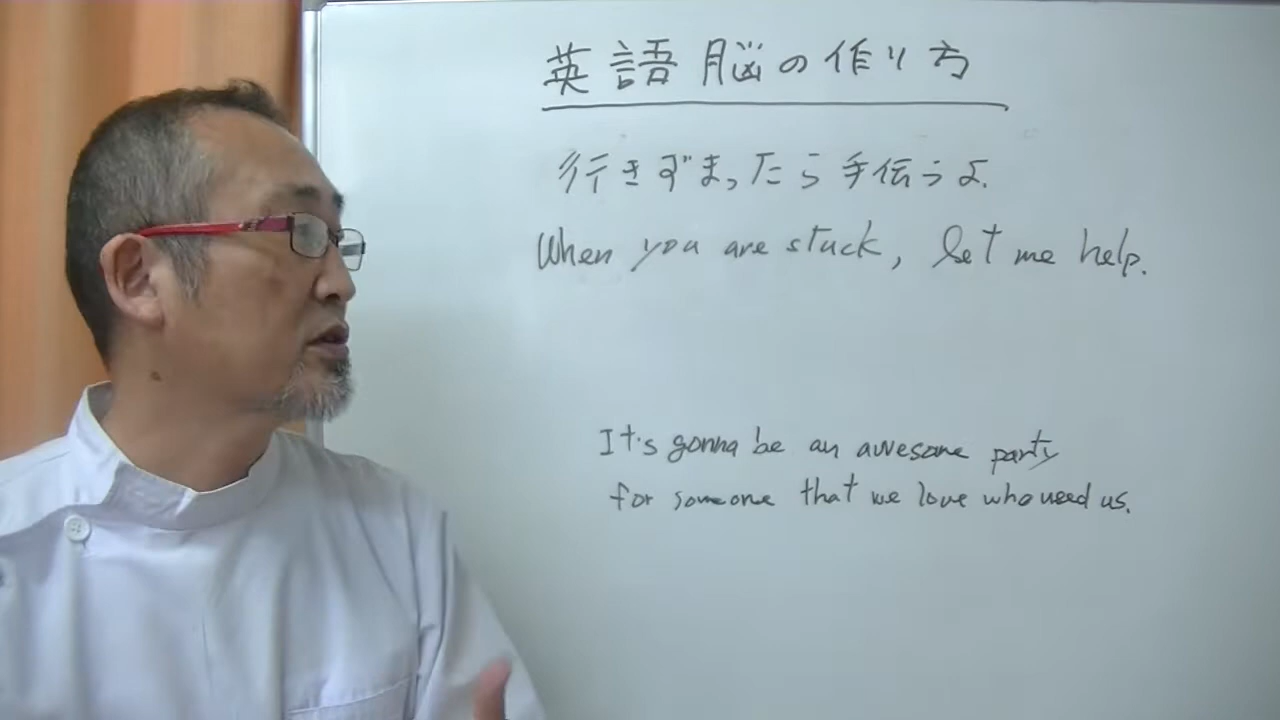 英語脳の作り方
行きずまったら手伝うよ.
When you are stuck, let me help.
It's gonna be an awesome party
for someone that we love who need us.